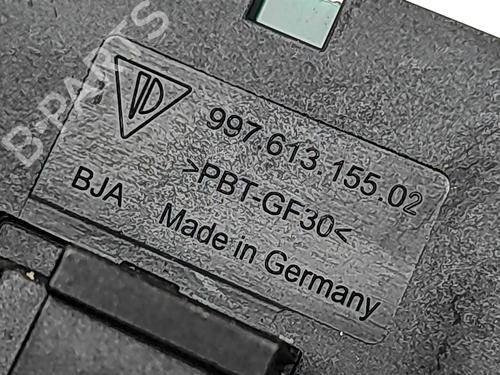 997.613.155.02
>PBT-GF30<
BJA
Made in Germany
B-PARTS